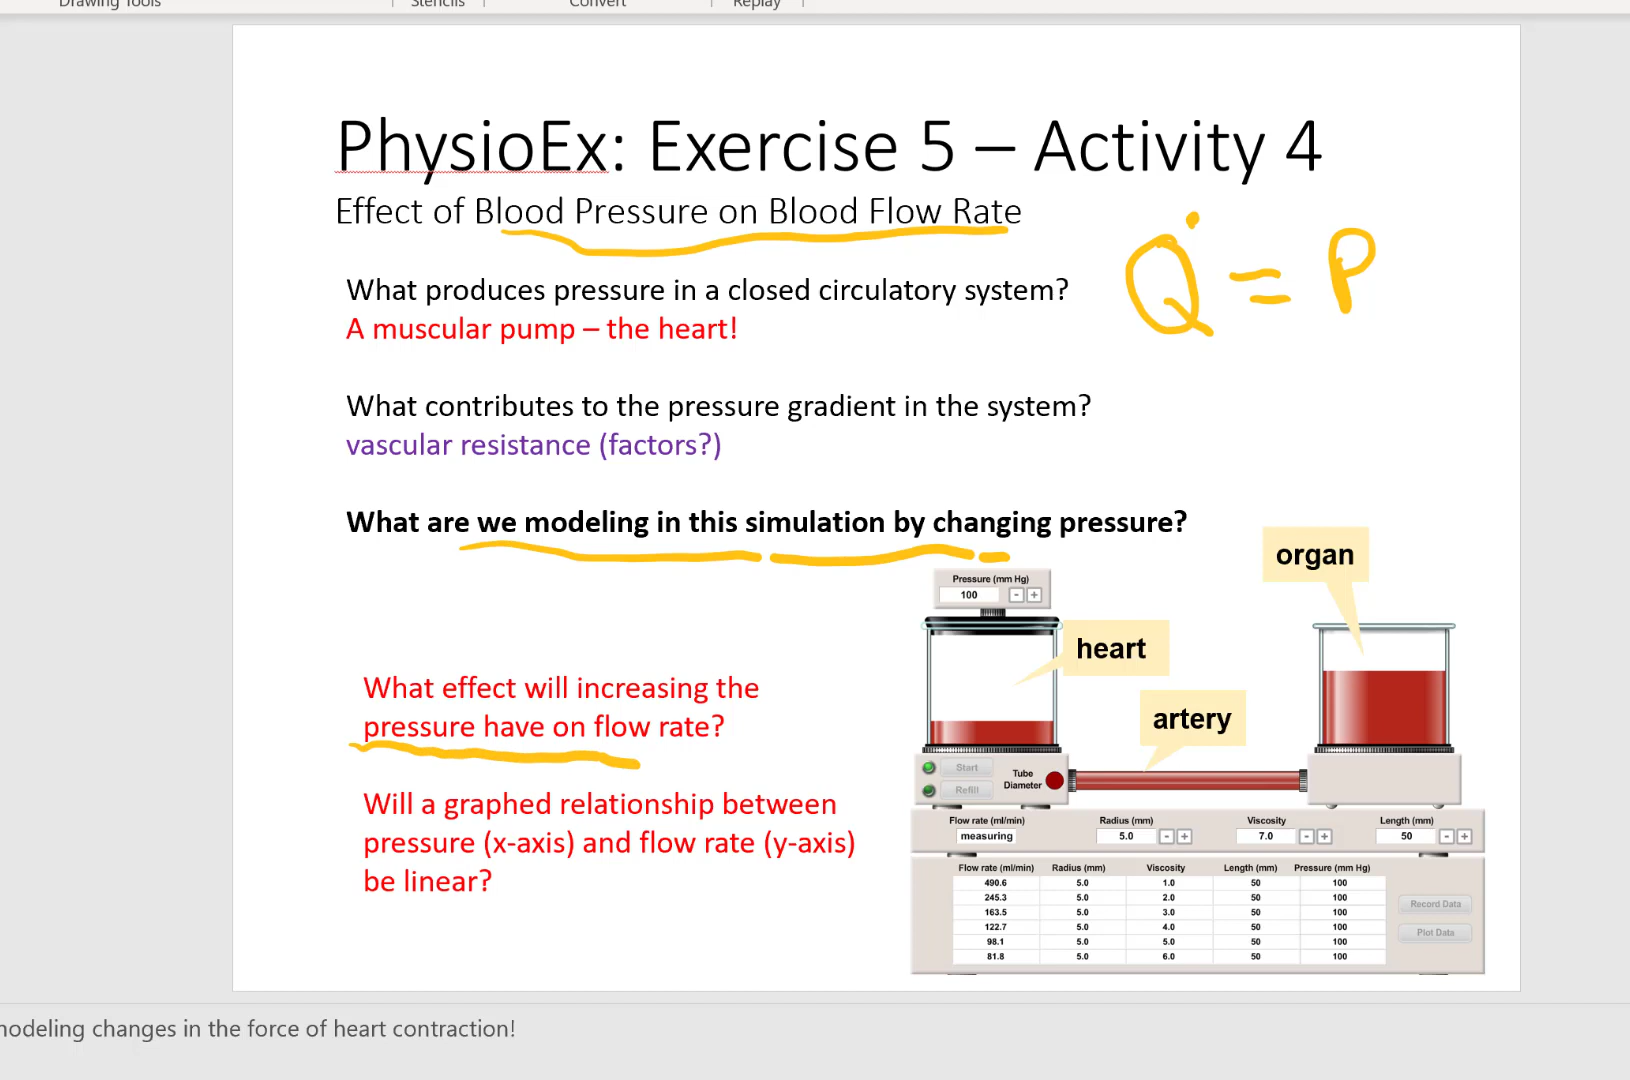 Drawing Tools Stencils Convert Replay
PhysioEx: Exercise 5 – Activity 4
Effect of Blood Pressure on Blood Flow Rate
Q̇ = P
What produces pressure in a closed circulatory system?
A muscular pump – the heart!
What contributes to the pressure gradient in the system?
vascular resistance (factors?)
What are we modeling in this simulation by changing pressure?
organ
Pressure (mm Hg)
100 - +
heart
What effect will increasing the
pressure have on flow rate?
artery
Start
Refill
Tube
Diameter
Will a graphed relationship between
pressure (x-axis) and flow rate (y-axis)
be linear?
Flow rate (ml/min) Radius (mm) Viscosity Length (mm)
measuring 5.0 - + 7.0 - + 50 - +
Flow rate (ml/min) Radius (mm) Viscosity Length (mm) Pressure (mm Hg)
490.6 5.0 1.0 50 100
245.3 5.0 2.0 50 100
163.5 5.0 3.0 50 100
122.7 5.0 4.0 50 100
98.1 5.0 5.0 50 100
81.8 5.0 6.0 50 100
Record Data
Plot Data
modeling changes in the force of heart contraction!